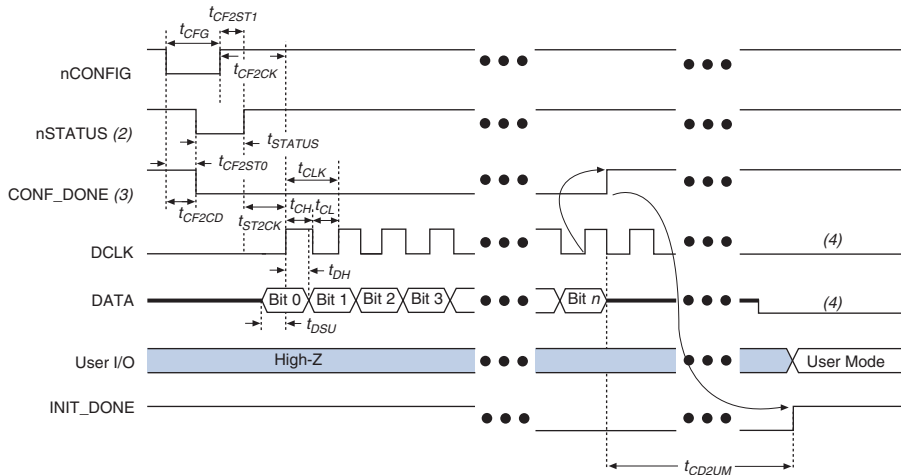 tCF2ST1
tCFG
nCONFIG
tCF2CK
nSTATUS (2)
tSTATUS
tCF2ST0
tCLK
CONF_DONE (3)
tCF2CD
tST2CK
tCH
tCL
DCLK
(4)
tDH
DATA
Bit 0
Bit 1
Bit 2
Bit 3
Bit n
(4)
tDSU
User I/O
High-Z
User Mode
INIT_DONE
tCD2UM